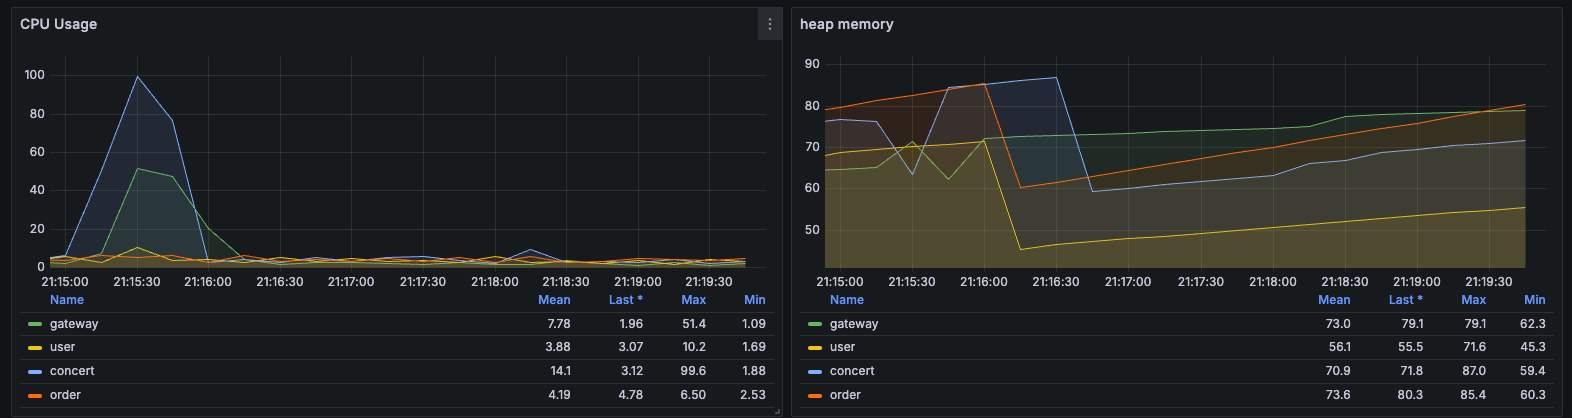 CPU Usage
100
80
60
40
20
0
21:15:00 21:15:30 21:16:00 21:16:30 21:17:00 21:17:30 21:18:00 21:18:30 21:19:00 21:19:30
Name Mean Last * Max Min
gateway 7.78 1.96 51.4 1.09
user 3.88 3.07 10.2 1.69
concert 14.1 3.12 99.6 1.88
order 4.19 4.78 6.50 2.53
heap memory
90
80
70
60
50
21:15:00 21:15:30 21:16:00 21:16:30 21:17:00 21:17:30 21:18:00 21:18:30 21:19:00 21:19:30
Name Mean Last * Max Min
gateway 73.0 79.1 79.1 62.3
user 56.1 55.5 71.6 45.3
concert 70.9 71.8 87.0 59.4
order 73.6 80.3 85.4 60.3